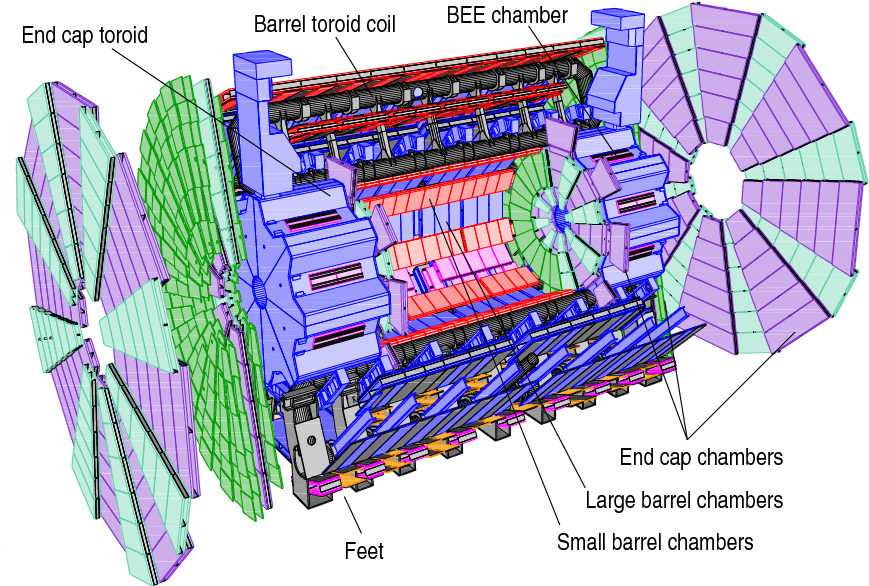 BEE chamber
Barrel toroid coil
End cap toroid
End cap chambers
Large barrel chambers
Small barrel chambers
Feet